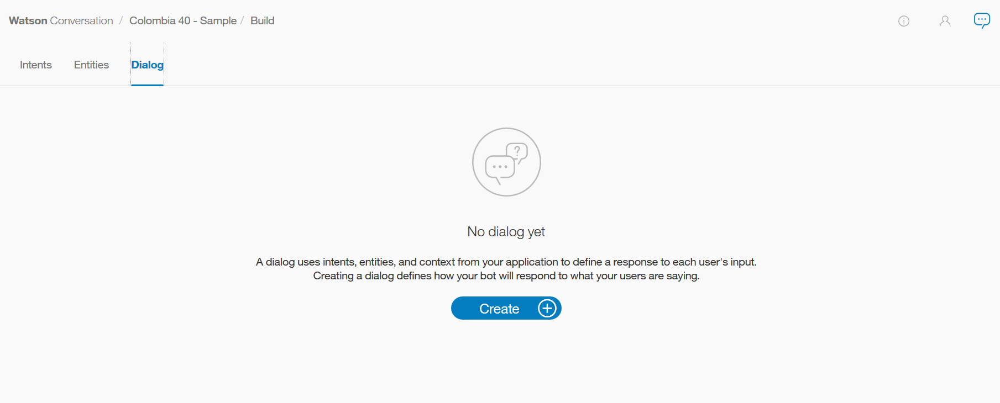 Watson Conversation / Colombia 40 - Sample / Build
Intents Entities Dialog
?
No dialog yet
A dialog uses intents, entities, and context from your application to define a response to each user's input.
Creating a dialog defines how your bot will respond to what your users are saying.
Create